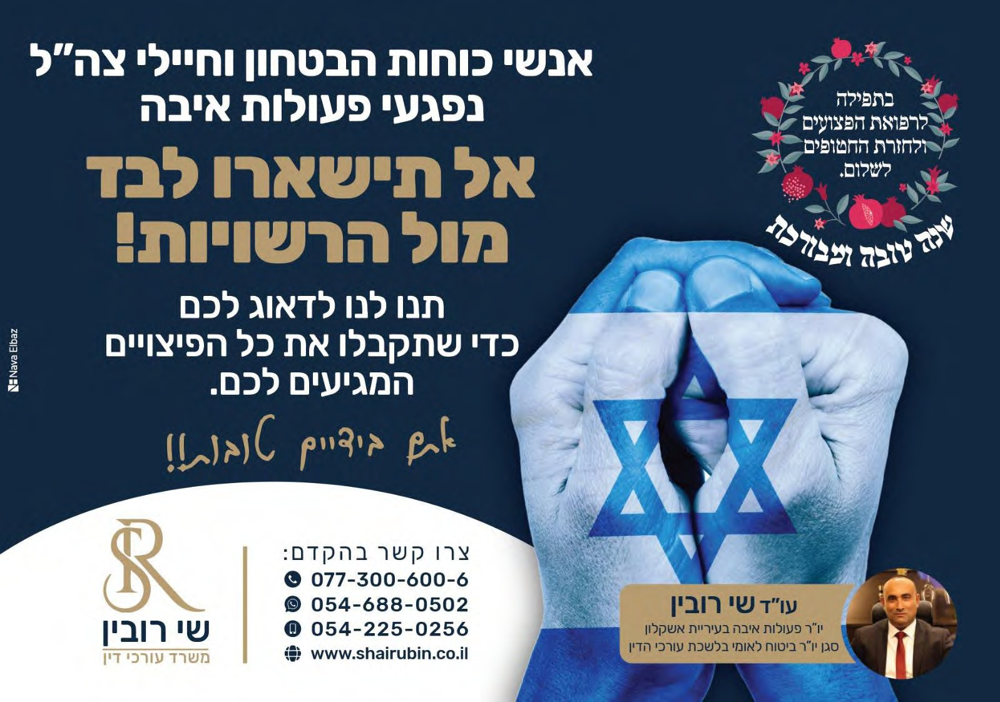 אנשי כוחות הבטחון וחיילי צה"ל
נפגעי פעולות איבה
אל תישארו לבד
מול הרשויות!
תנו לנו לדאוג לכם
כדי שתקבלו את כל הפיצויים
המגיעים לכם.
אתם בידיים טובות!!
בתפילה
לרפואת הפצועים
ולחזרת החטופים
לשלום.
שנה טובה ומבורכת
Nava Elbaz
צרו קשר בהקדם:
077-300-600-6
054-688-0502
054-225-0256
www.shairubin.co.il
SR
שי רובין
משרד עורכי דין
עו"ד שי רובין
יו"ר פעולות איבה בעיריית אשקלון
סגן יו"ר ביטוח לאומי בלשכת עורכי הדין